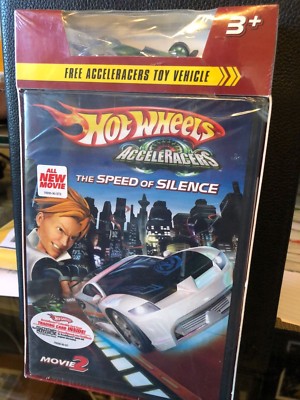 3+
FREE ACCELERACERS TOY VEHICLE
HOT WHEELS
ACCELERACERS
ALL
NEW
MOVIE
THE SPEED OF SILENCE
MOVIE 2